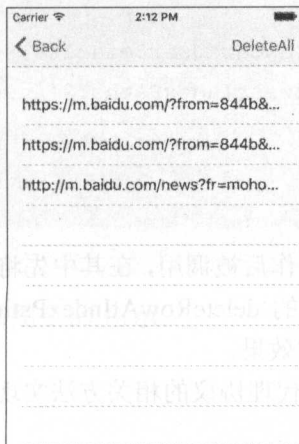 Carrier 2:12 PM
Back DeleteAll
https://m.baidu.com/?from=844b&...
https://m.baidu.com/?from=844b&...
http://m.baidu.com/news?fr=moho...